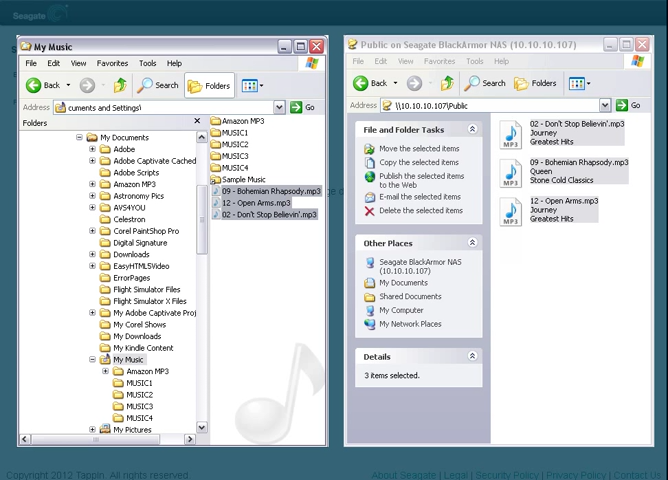 Seagate
My Music
File Edit View Favorites Tools Help
Back Search Folders
Address cuments and Settings\ Go
Folders
My Documents
Adobe
Adobe Captivate Cached
Adobe Scripts
Amazon MP3
Astronomy Pics
AVS4YOU
Celestron
Corel PaintShop Pro
Digital Signature
Downloads
EasyHTML5Video
ErrorPages
Flight Simulator Files
Flight Simulator X Files
My Adobe Captivate Proj
My Corel Shows
My Downloads
My Kindle Content
My Music
Amazon MP3
MUSIC1
MUSIC2
MUSIC3
MUSIC4
My Pictures
Amazon MP3
MUSIC1
MUSIC2
MUSIC3
MUSIC4
Sample Music
09 - Bohemian Rhapsody.mp3
12 - Open Arms.mp3
02 - Don't Stop Believin'.mp3
Public on Seagate BlackArmor NAS (10.10.10.107)
File Edit View Favorites Tools Help
Back Search Folders
Address \\10.10.10.107\Public Go
File and Folder Tasks
Move the selected items
Copy the selected items
Publish the selected items
to the Web
E-mail the selected items
Delete the selected items
Other Places
Seagate BlackArmor NAS
(10.10.10.107)
My Documents
Shared Documents
My Computer
My Network Places
Details
3 items selected.
MP3
02 - Don't Stop Believin'.mp3
Journey
Greatest Hits
MP3
09 - Bohemian Rhapsody.mp3
Queen
Stone Cold Classics
MP3
12 - Open Arms.mp3
Journey
Greatest Hits
Copyright 2012 Tappin. All rights reserved.
About Seagate | Legal | Security Policy | Privacy Policy | Contact Us